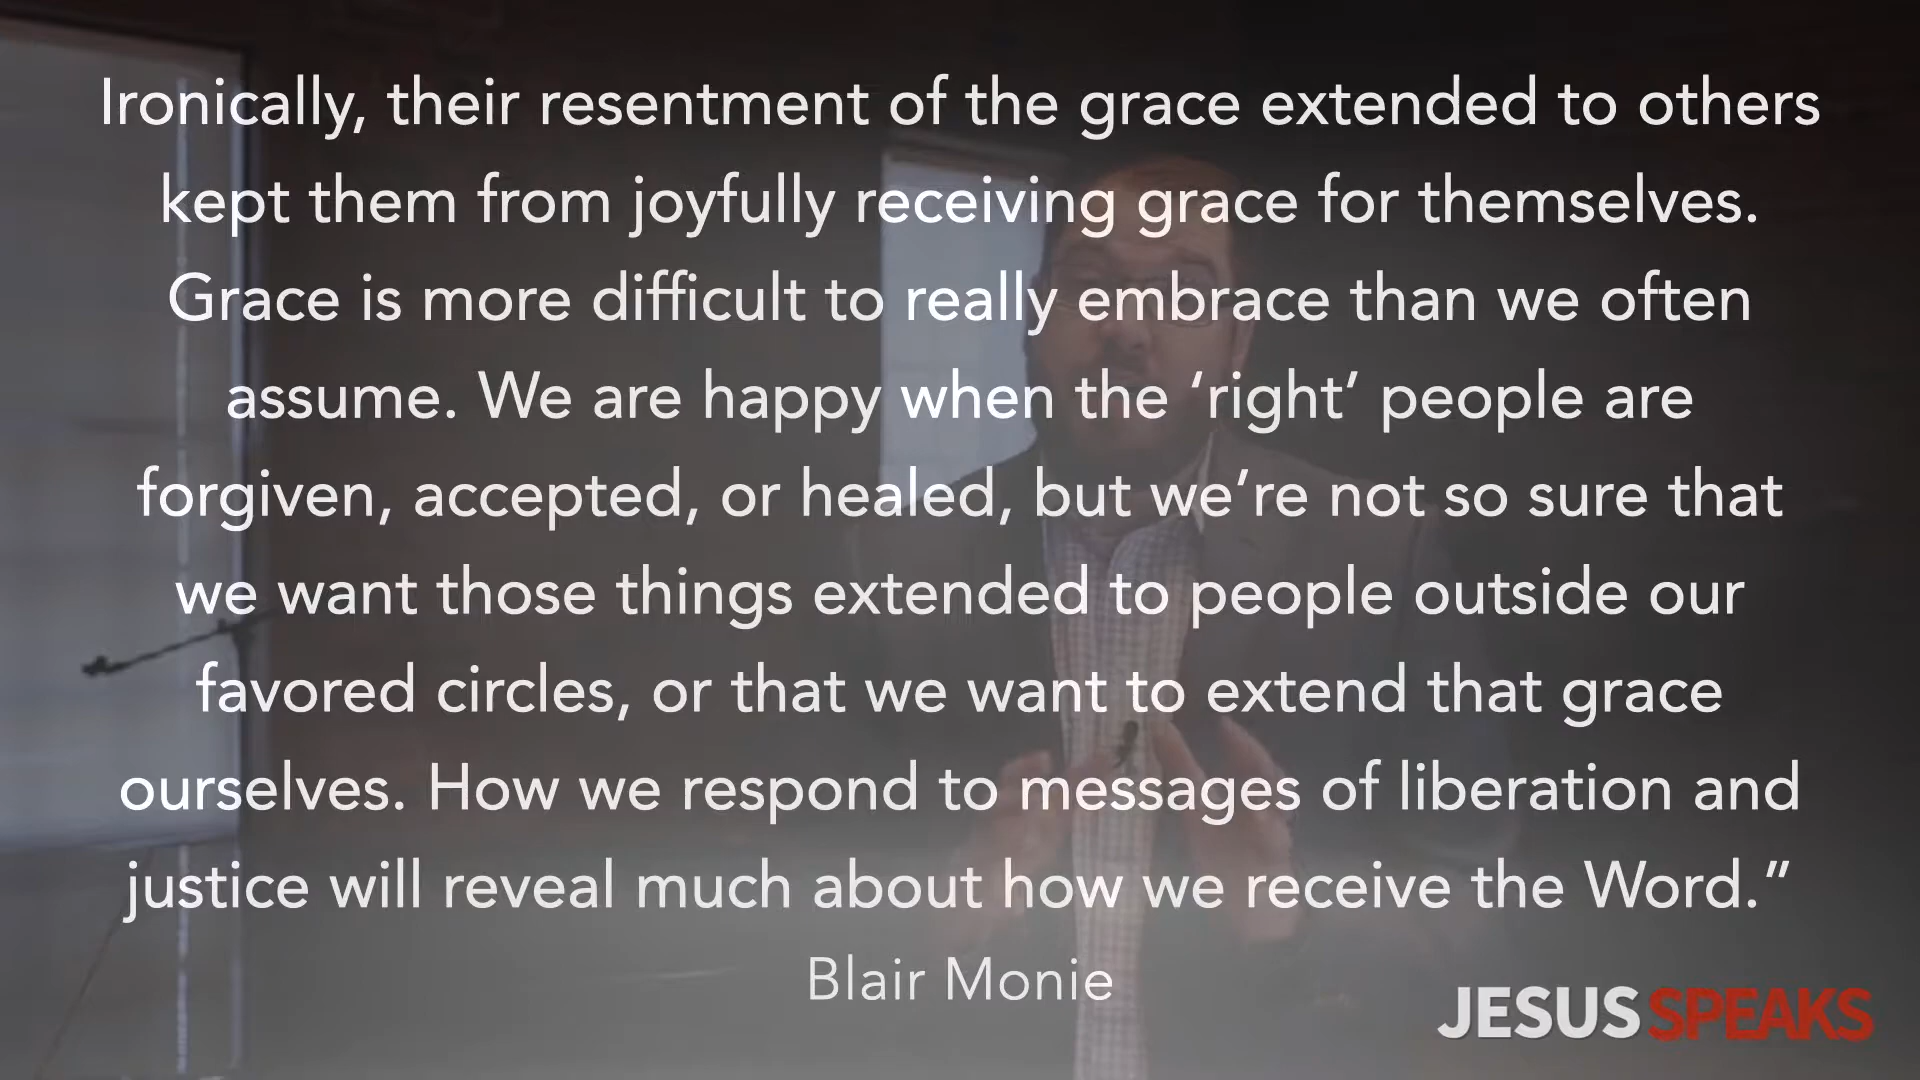 Ironically, their resentment of the grace extended to others
kept them from joyfully receiving grace for themselves.
Grace is more difficult to really embrace than we often
assume. We are happy when the ‘right’ people are
forgiven, accepted, or healed, but we’re not so sure that
we want those things extended to people outside our
favored circles, or that we want to extend that grace
ourselves. How we respond to messages of liberation and
justice will reveal much about how we receive the Word.”
Blair Monie
JESUS SPEAKS